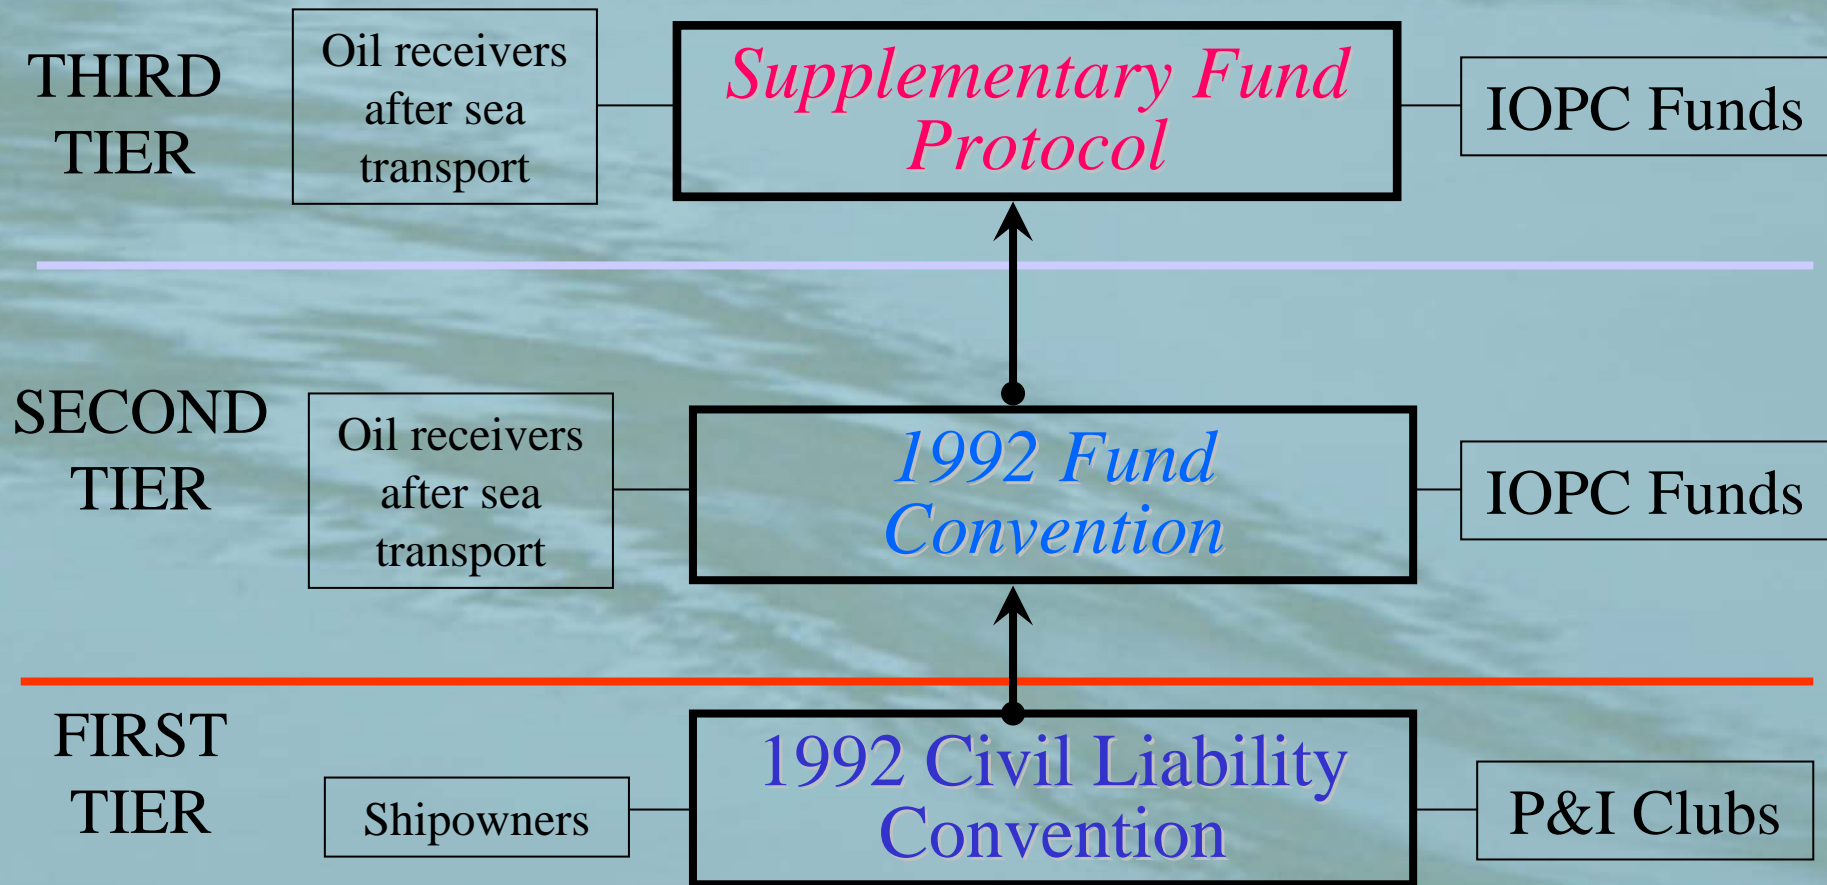 THIRD
TIER
Oil receivers
after sea
transport
Supplementary Fund
Protocol
IOPC Funds
SECOND
TIER
Oil receivers
after sea
transport
1992 Fund
Convention
IOPC Funds
FIRST
TIER
Shipowners
1992 Civil Liability
Convention
P&I Clubs